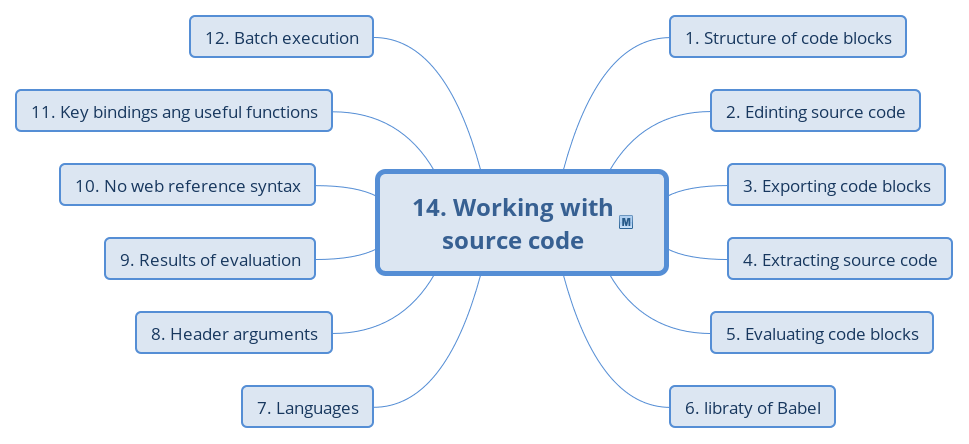 12. Batch execution
1. Structure of code blocks
11. Key bindings ang useful functions
2. Edinting source code
10. No web reference syntax
3. Exporting code blocks
14. Working with
source code
M
9. Results of evaluation
4. Extracting source code
8. Header arguments
5. Evaluating code blocks
7. Languages
6. libraty of Babel